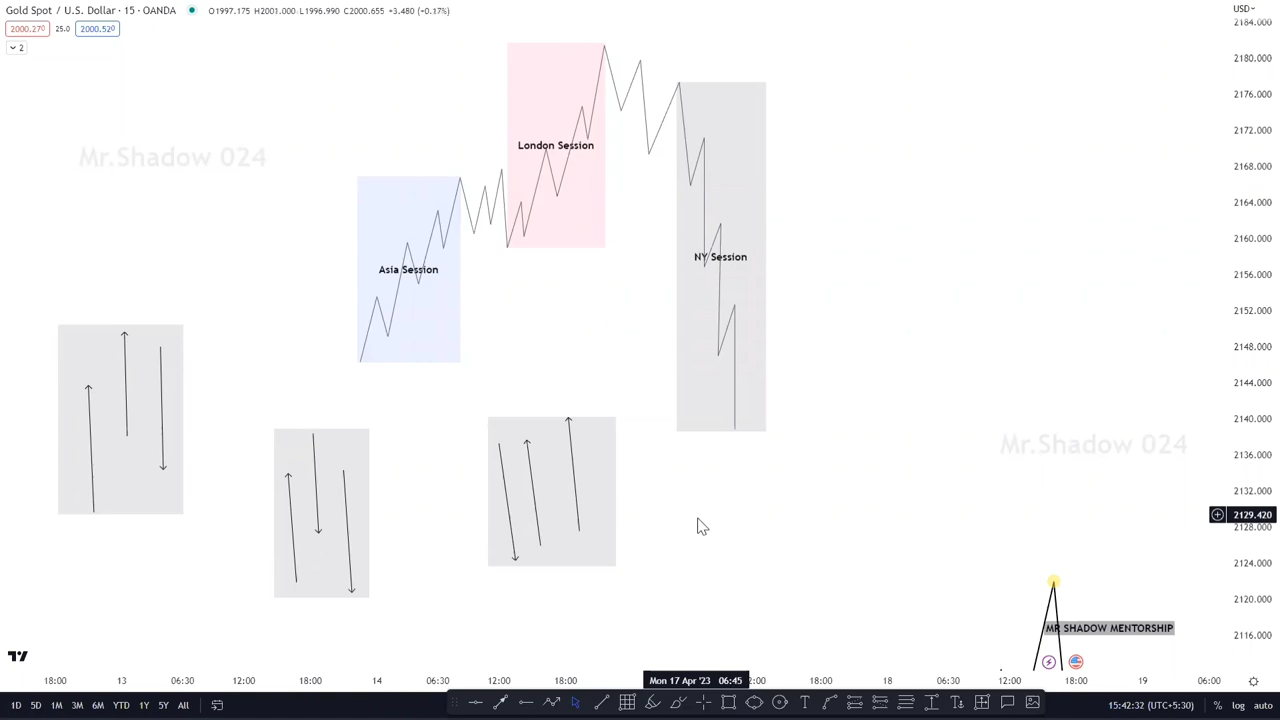 Gold Spot / U.S. Dollar · 15 · OANDA O1997.175 H2001.000 L1996.990 C2000.655 +3.480 (+0.17%)
USD
2000.270 25.0 2000.520
2
2184.000
2180.000
2176.000
2172.000
2168.000
2164.000
2160.000
2156.000
2152.000
2148.000
2144.000
2140.000
2136.000
2132.000
2129.420
2128.000
2124.000
2120.000
2116.000
Mr.Shadow 024
London Session
Asia Session
NY Session
Mr.Shadow 024
MR SHADOW MENTORSHIP
18:00 13 06:30 12:00 18:00 14 06:30 12:00 18:00 Mon 17 Apr '23 06:45 2:00 18:00 18 06:30 12:00 18:00 19 06:00
1D 5D 1M 3M 6M YTD 1Y 5Y All
15:42:32 (UTC+5:30) % log auto